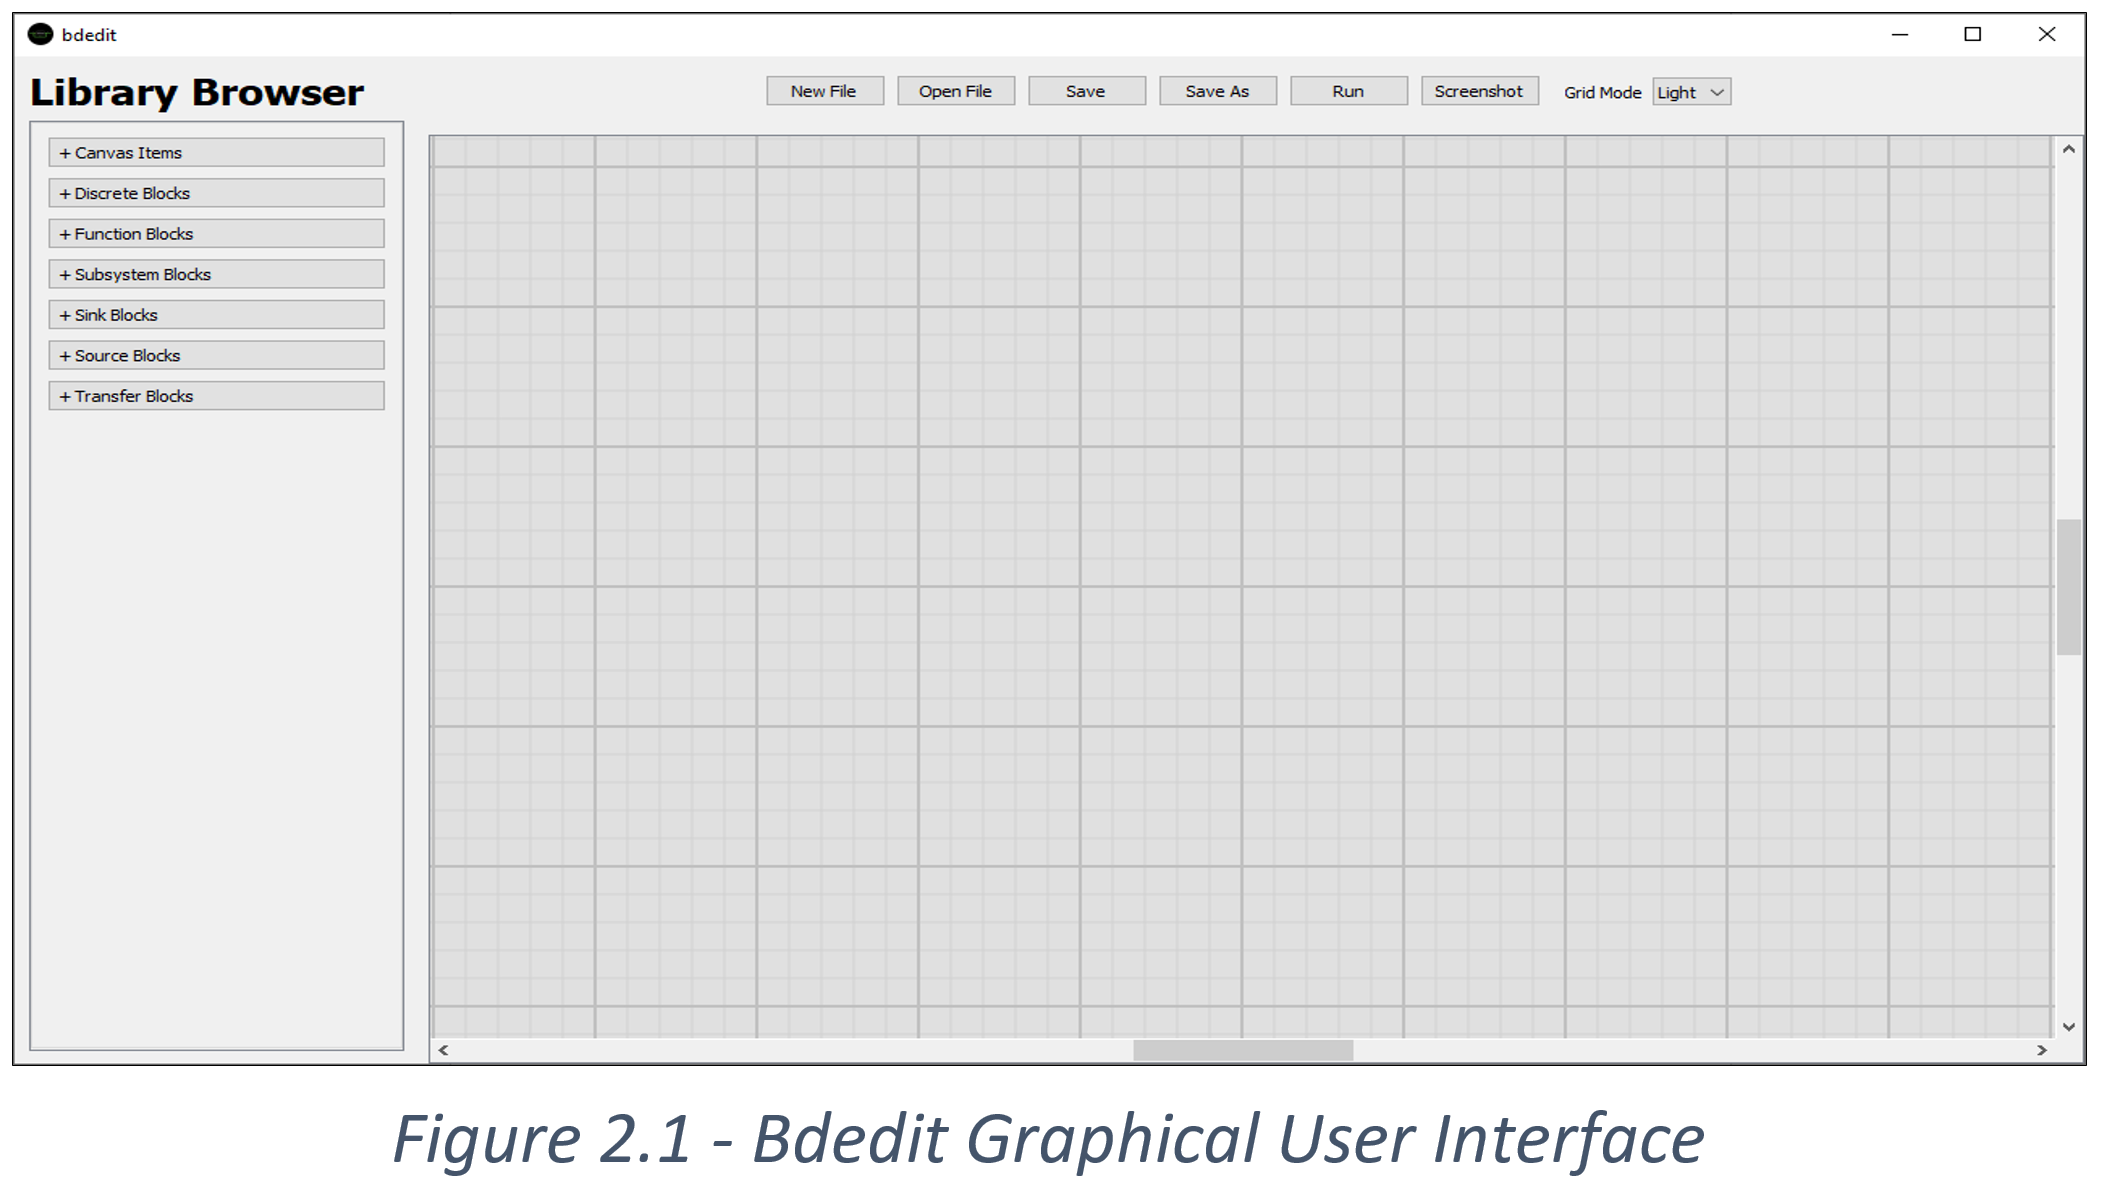 bdedit
Library Browser
New File
Open File
Save
Save As
Run
Screenshot
Grid Mode
Light
+ Canvas Items
+ Discrete Blocks
+ Function Blocks
+ Subsystem Blocks
+ Sink Blocks
+ Source Blocks
+ Transfer Blocks
Figure 2.1 - Bdedit Graphical User Interface